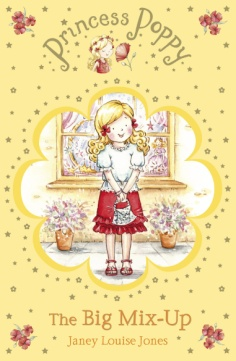 Princess Poppy
The Big Mix-Up
Janey Louise Jones